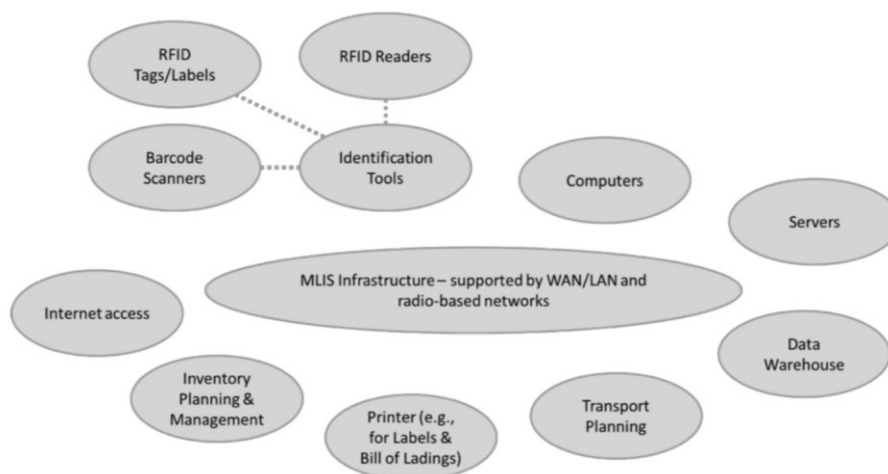 RFID
Tags/Labels
RFID Readers
Barcode
Scanners
Identification
Tools
Computers
Servers
MLIS Infrastructure – supported by WAN/LAN and
radio-based networks
Internet access
Data
Warehouse
Inventory
Planning &
Management
Printer (e.g.,
for Labels &
Bill of Ladings)
Transport
Planning